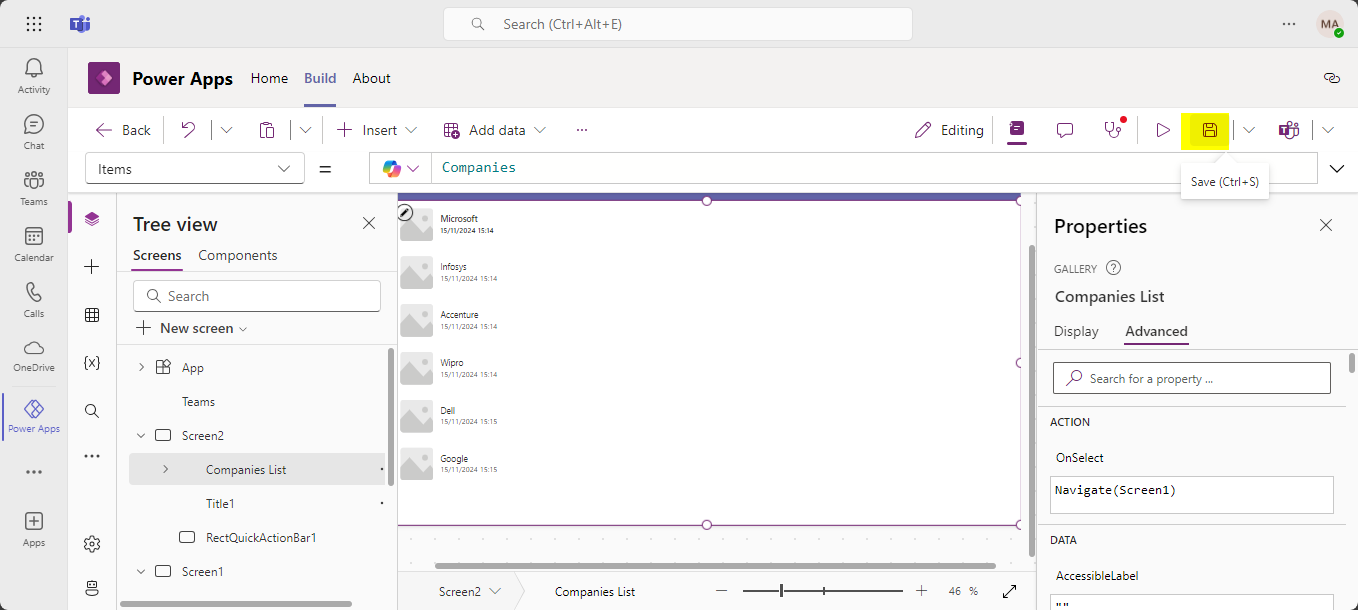 Search (Ctrl+Alt+E)
MA
Activity
Chat
Teams
Calendar
Calls
OneDrive
Power Apps
Apps
Power Apps
Home
Build
About
Back
Insert
Add data
Editing
Items
=
Companies
Save (Ctrl+S)
Tree view
Screens
Components
Search
New screen
App
Teams
Screen2
Companies List
Title1
RectQuickActionBar1
Screen1
Microsoft
15/11/2024 15:14
Infosys
15/11/2024 15:14
Accenture
15/11/2024 15:14
Wipro
15/11/2024 15:14
Dell
15/11/2024 15:15
Google
15/11/2024 15:15
Screen2
Companies List
46 %
Properties
GALLERY
Companies List
Display
Advanced
Search for a property ...
ACTION
OnSelect
Navigate(Screen1)
DATA
AccessibleLabel
""